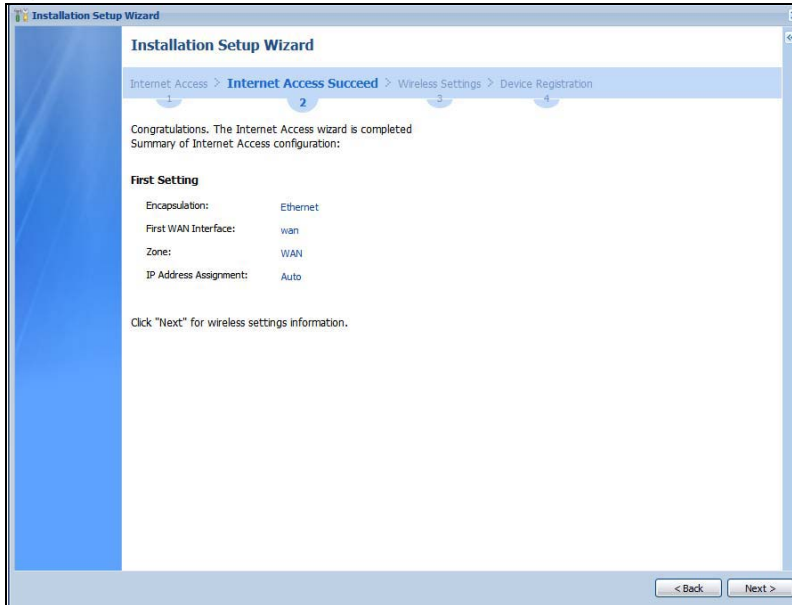 Installation Setup Wizard
Installation Setup Wizard
Internet Access > Internet Access Succeed > Wireless Settings > Device Registration
1 2 3 4
Congratulations. The Internet Access wizard is completed
Summary of Internet Access configuration:
First Setting
Encapsulation: Ethernet
First WAN Interface: wan
Zone: WAN
IP Address Assignment: Auto
Click "Next" for wireless settings information.
< Back Next >